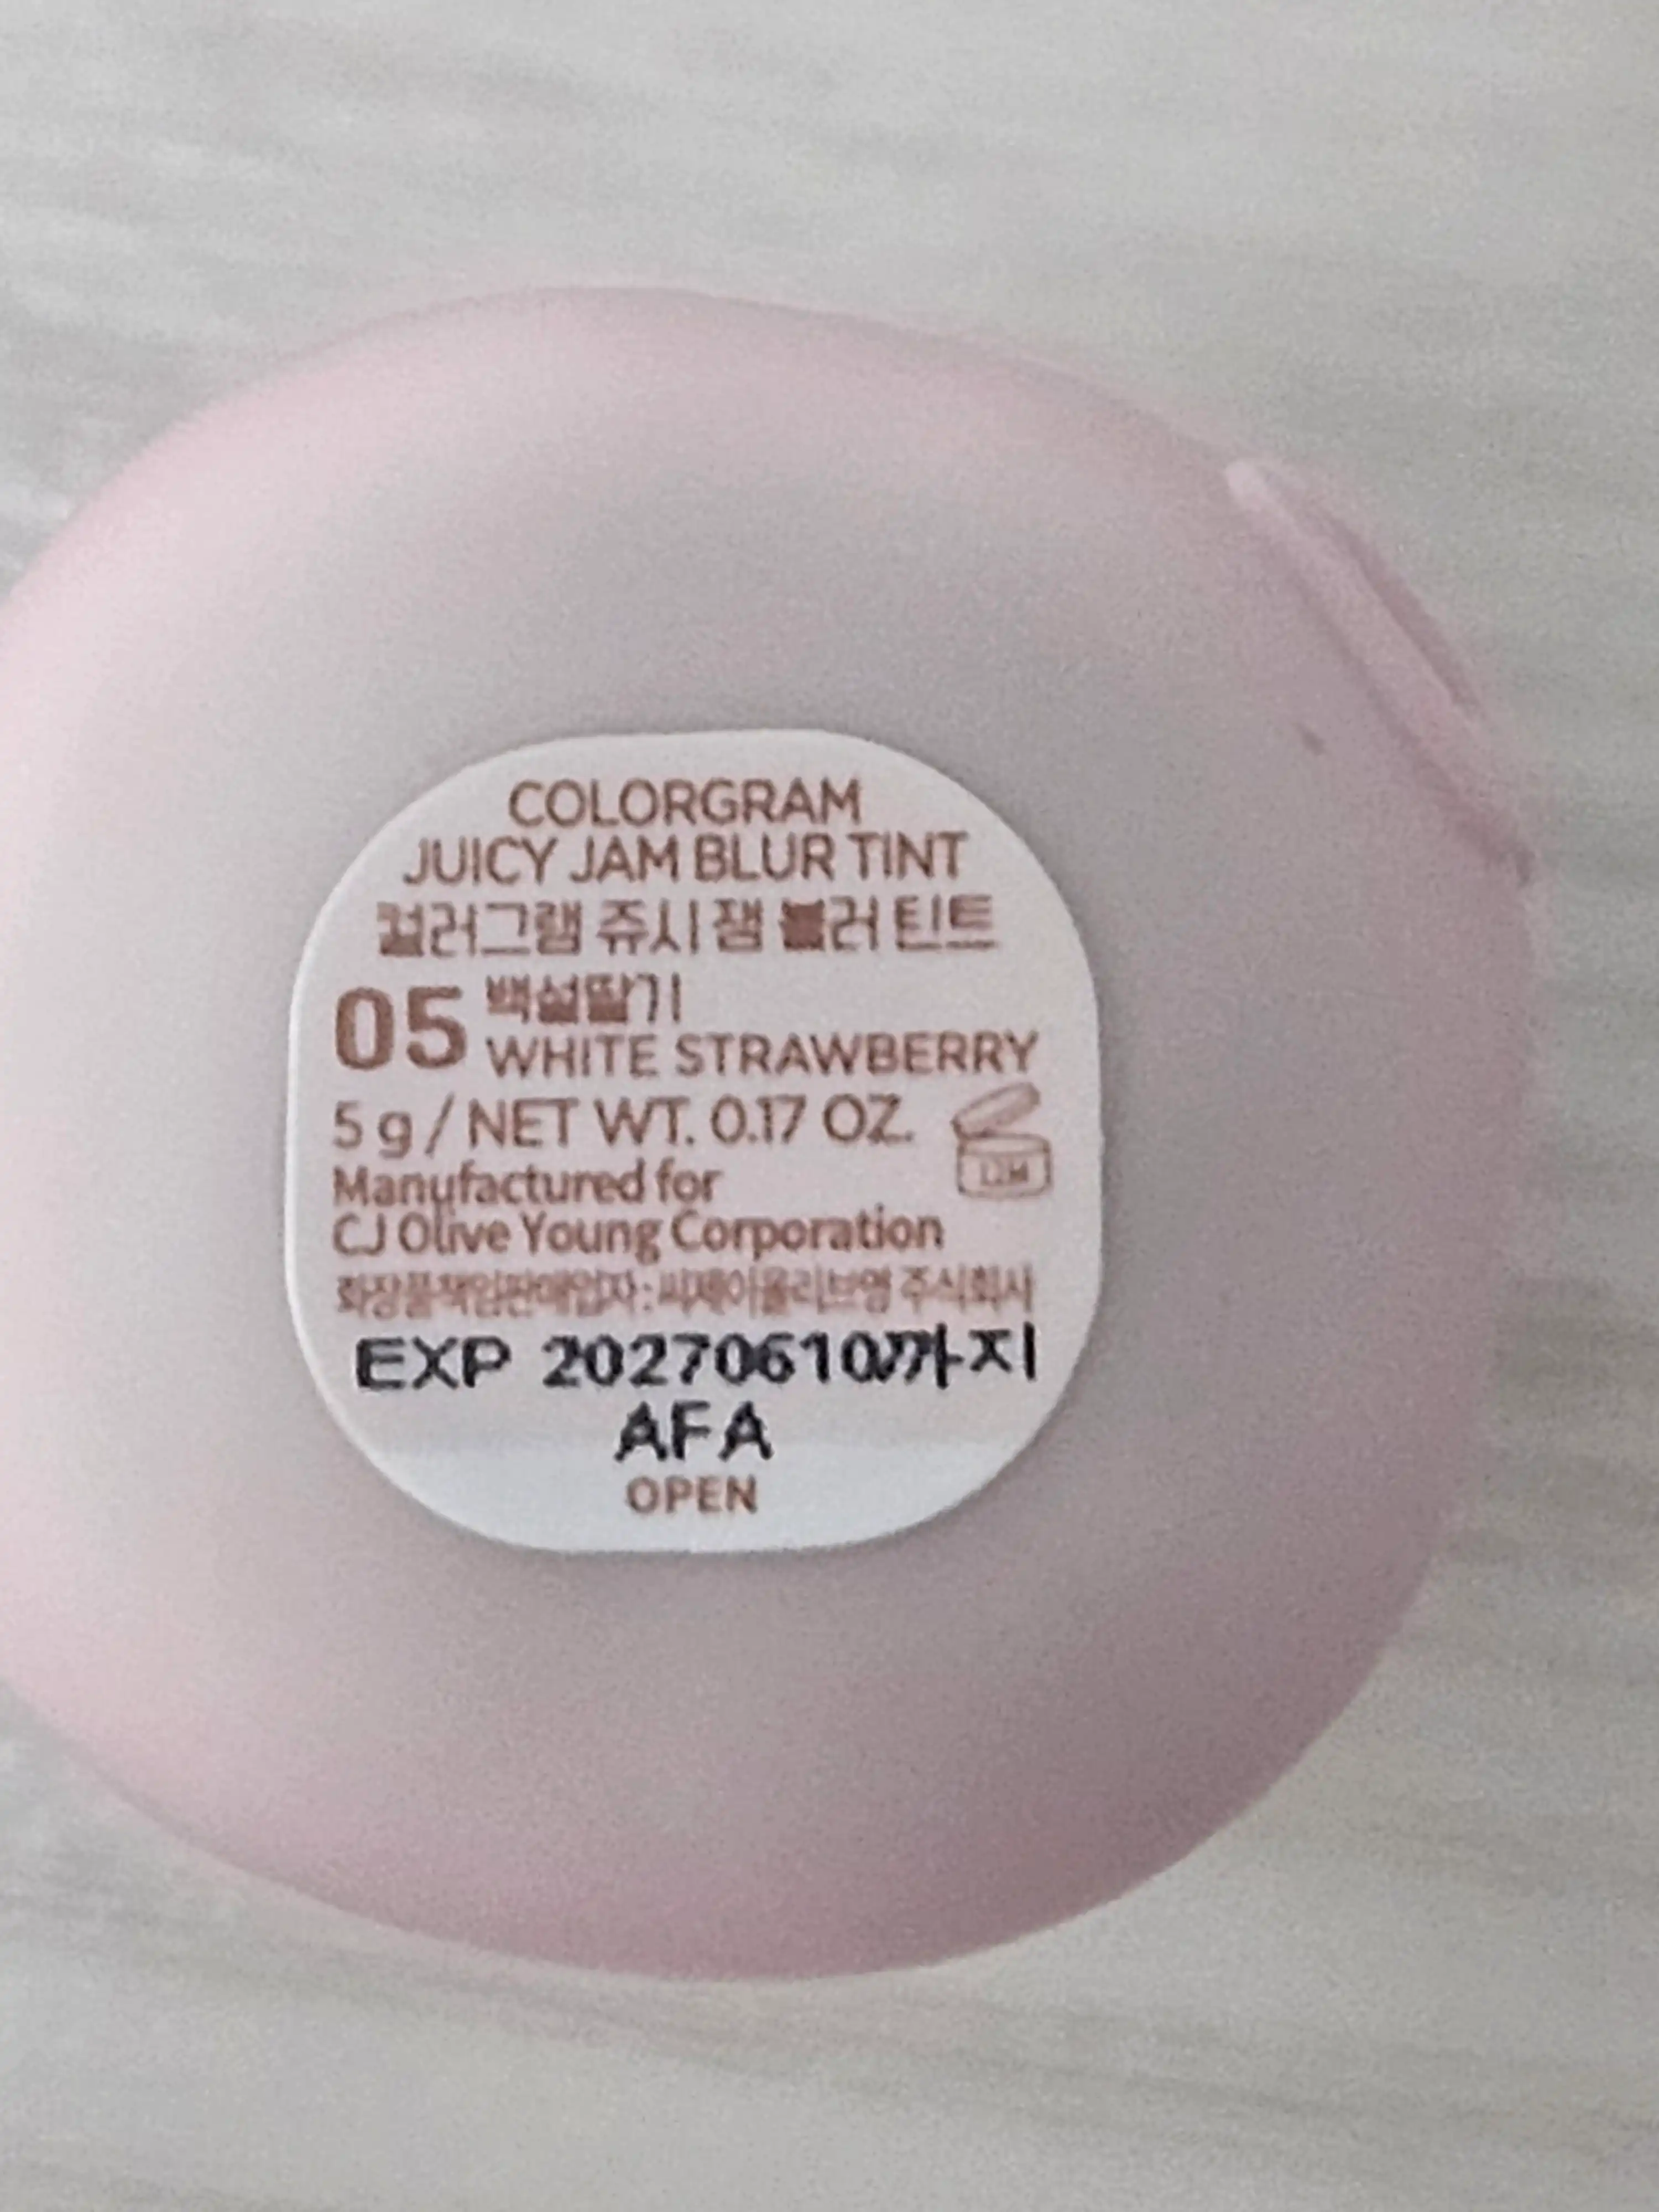 COLORGRAM
JUICY JAM BLUR TINT
컬러그램 쥬시 잼 블러 틴트
05 백설딸기
WHITE STRAWBERRY
5 g / NET WT. 0.17 OZ.
12M
Manufactured for
CJ Olive Young Corporation
화장품책임판매업자 : 씨제이올리브영 주식회사
EXP 20270610까지
AFA
OPEN